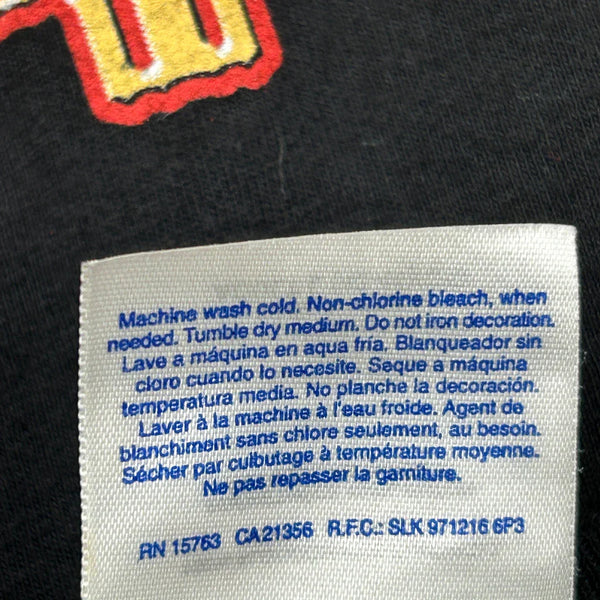 Machine wash cold. Non-chlorine bleach, when
needed. Tumble dry medium. Do not iron decoration.
Lave a máquina en aqua fría. Blanqueador sin
cloro cuando lo necesite. Seque a máquina
temperatura media. No planche la decoración.
Laver à la machine à l'eau froide. Agent de
blanchiment sans chlore seulement, au besoin.
Sécher par culbutage à température moyenne.
Ne pas repasser la garniture.
RN 15763 CA 21356 R.F.C.: SLK 971216 6P3